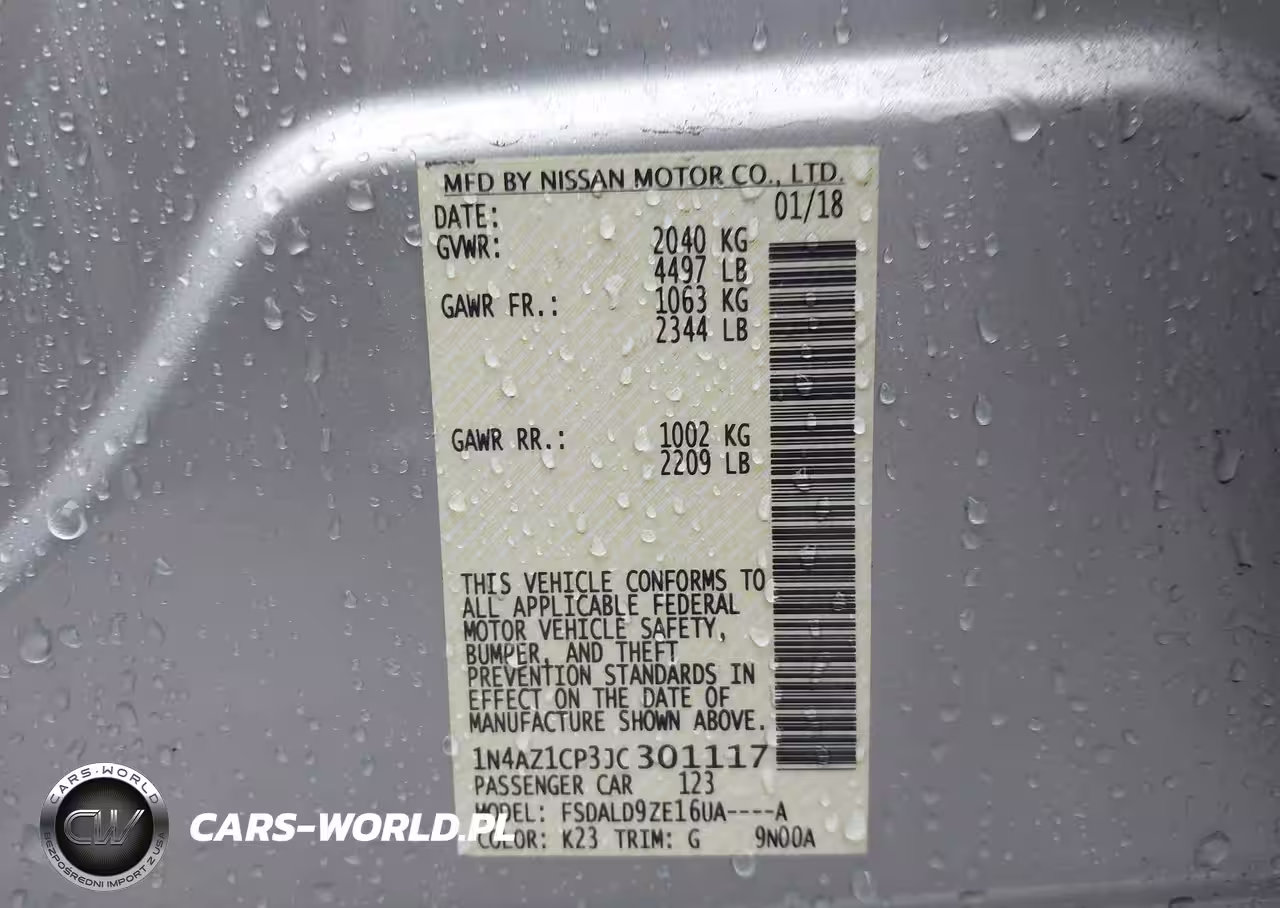 MFD BY NISSAN MOTOR CO., LTD.
DATE: 01/18
GVWR: 2040 KG
4497 LB
GAWR FR.: 1063 KG
2344 LB
GAWR RR.: 1002 KG
2209 LB
THIS VEHICLE CONFORMS TO
ALL APPLICABLE FEDERAL
MOTOR VEHICLE SAFETY,
BUMPER, AND THEFT
PREVENTION STANDARDS IN
EFFECT ON THE DATE OF
MANUFACTURE SHOWN ABOVE.
1N4AZ1CP3JC301117
PASSENGER CAR 123
MODEL: FSDALD9ZE16UA----A
COLOR: K23 TRIM: G 9N00A
CARS-WORLD
CW
BEZPOŚREDNI IMPORT Z USA
CARS-WORLD.PL